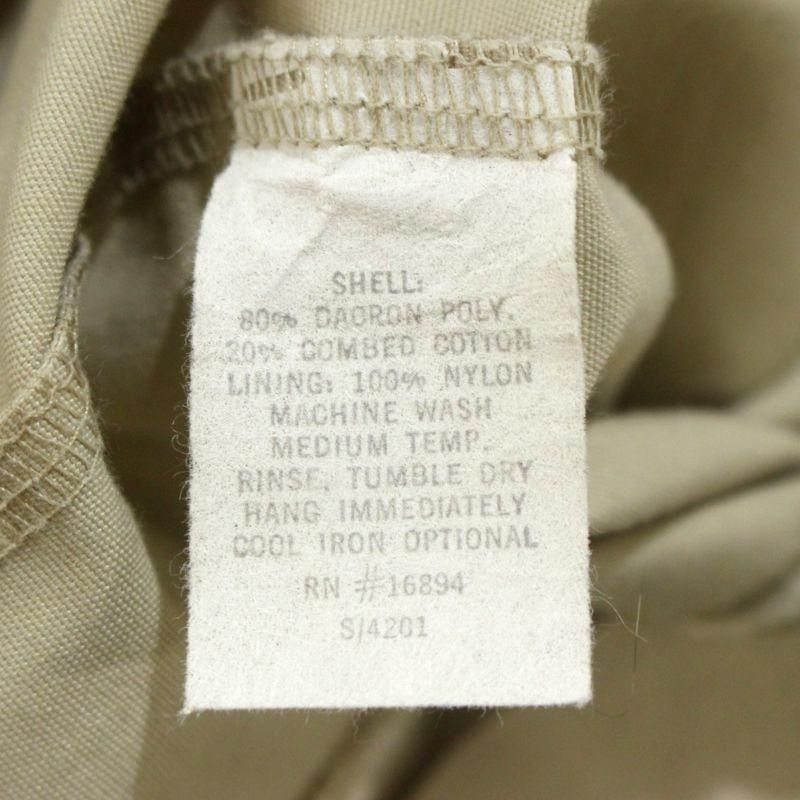 SHELL:
80% DACRON POLY.
20% COMBED COTTON
LINING: 100% NYLON
MACHINE WASH
MEDIUM TEMP.
RINSE, TUMBLE DRY
HANG IMMEDIATELY
COOL IRON OPTIONAL
RN #16894
S/4201